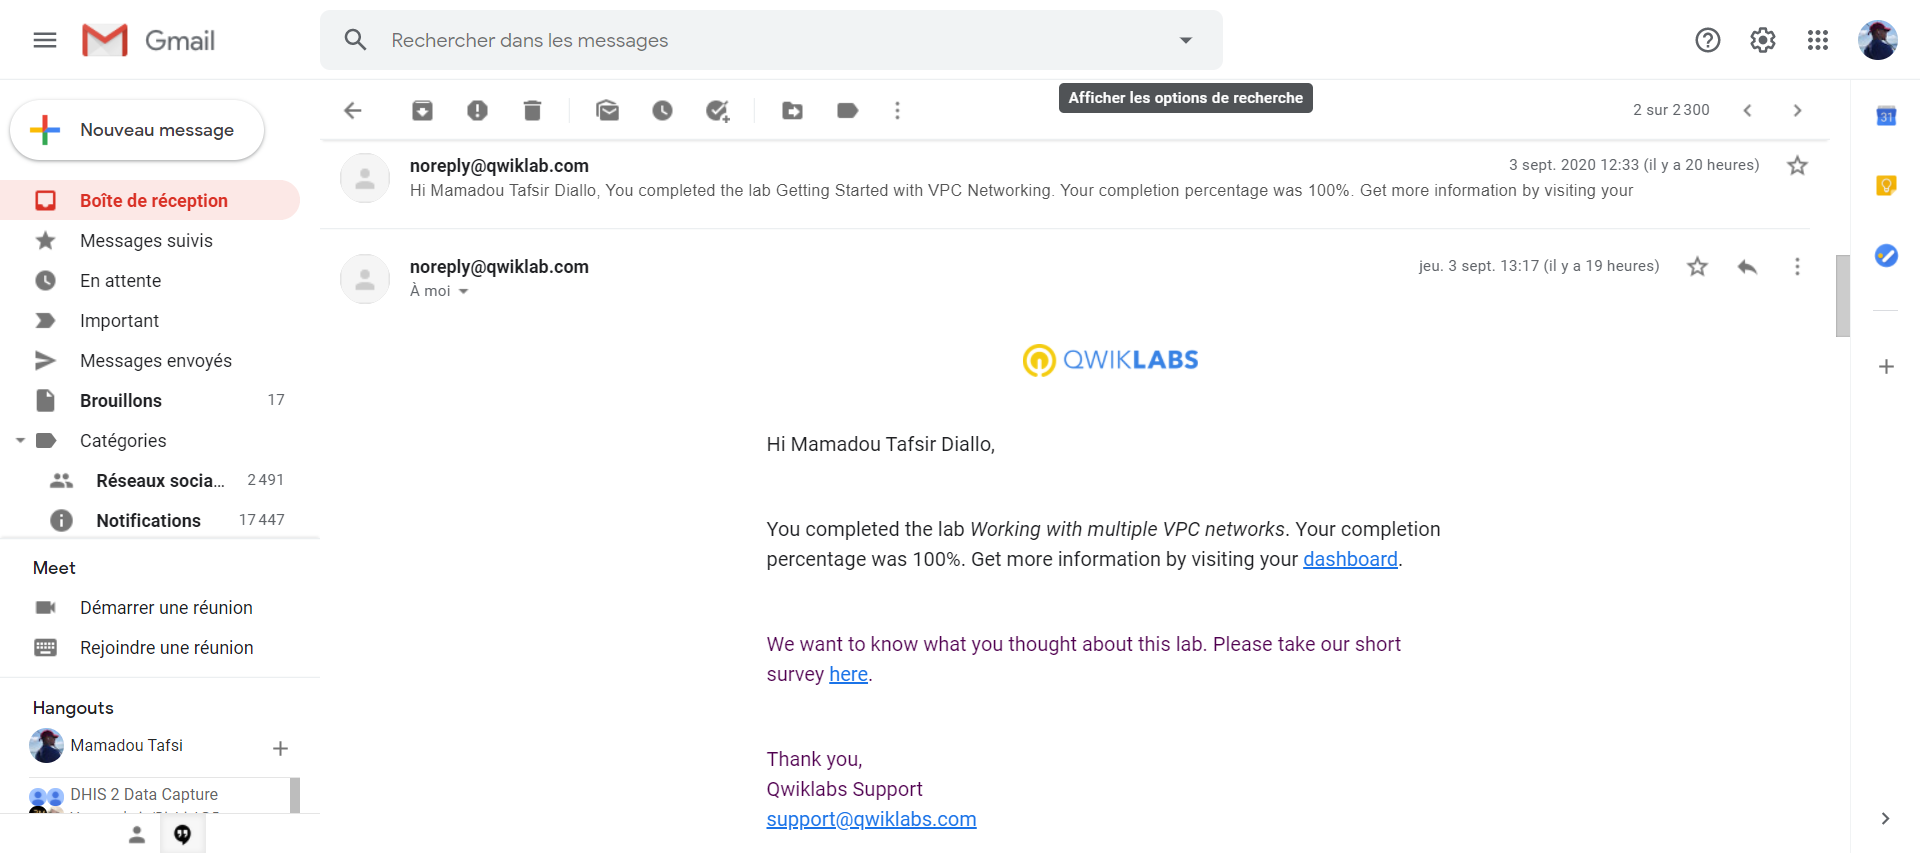 Gmail
Rechercher dans les messages
Afficher les options de recherche
2 sur 2 300
31
Nouveau message
Boîte de réception
Messages suivis
En attente
Important
Messages envoyés
Brouillons 17
Catégories
Réseaux socia... 2 491
Notifications 17 447
Meet
Démarrer une réunion
Rejoindre une réunion
Hangouts
Mamadou Tafsi
DHIS 2 Data Capture
noreply@qwiklab.com 3 sept. 2020 12:33 (il y a 20 heures)
Hi Mamadou Tafsir Diallo, You completed the lab Getting Started with VPC Networking. Your completion percentage was 100%. Get more information by visiting your
noreply@qwiklab.com jeu. 3 sept. 13:17 (il y a 19 heures)
À moi
QWIKLABS
Hi Mamadou Tafsir Diallo,
You completed the lab Working with multiple VPC networks. Your completion
percentage was 100%. Get more information by visiting your dashboard.
We want to know what you thought about this lab. Please take our short
survey here.
Thank you,
Qwiklabs Support
support@qwiklabs.com